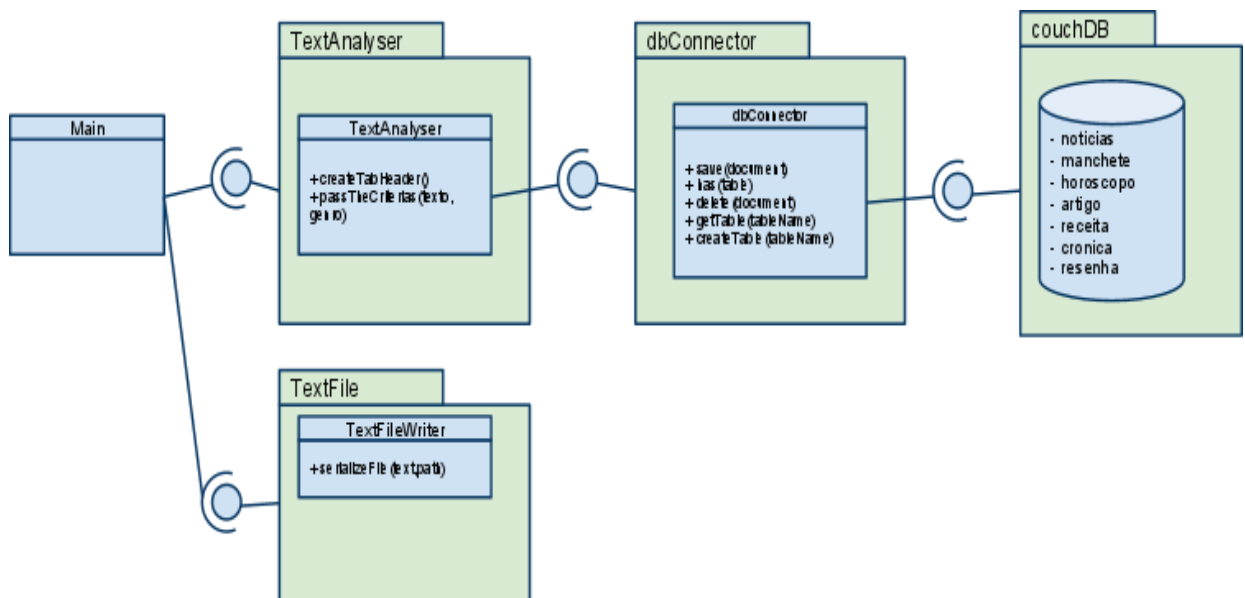 Main
TextAnalyser
TextAnalyser
+createTabHeader()
+passTheCriterias(texto,
genro)
dbConnector
dbConnector
+ save(document)
+ has(table)
+ delete(document)
+ getTable(tableName)
+ createTable(tableName)
couchDB
- noticias
- manchete
- horoscopo
- artigo
- receita
- cronica
- resenha
TextFile
TextFileWriter
+serializeFile(text,path)